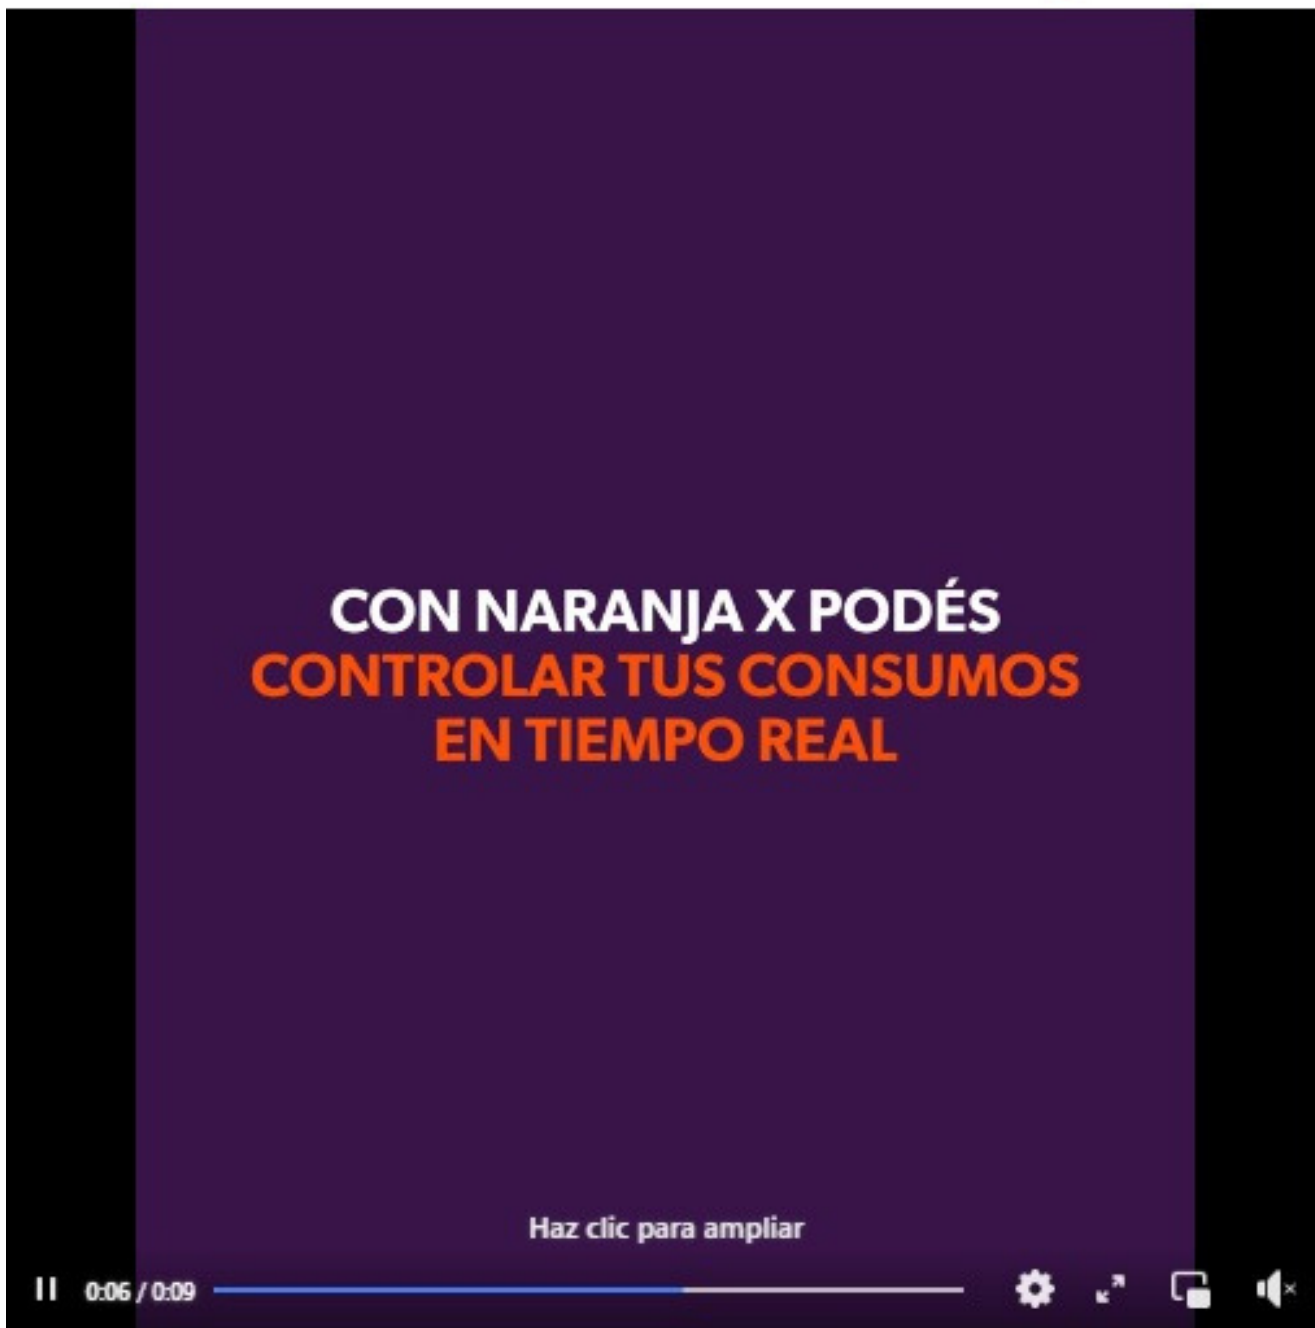 CON NARANJA X PODÉS
CONTROLAR TUS CONSUMOS
EN TIEMPO REAL
Haz clic para ampliar
0:06 / 0:09